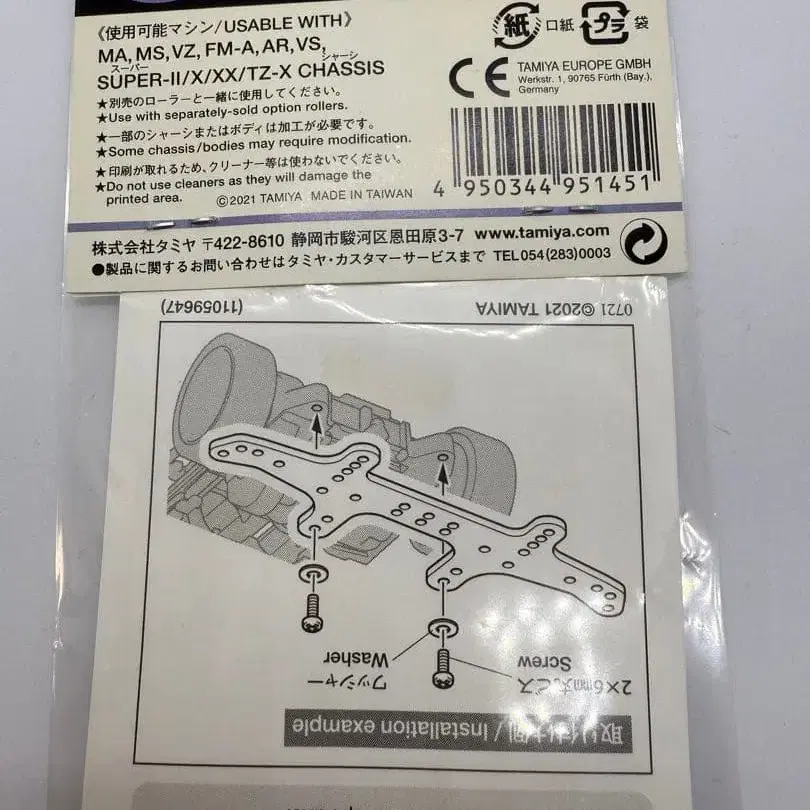 《使用可能マシン/USABLE WITH》
MA, MS, VZ, FM-A, AR, VS,
スーパー シャーシ
SUPER-II/X/XX/TZ-X CHASSIS
★別売のローラーと一緒に使用してください。
★Use with separately-sold option rollers.
★一部のシャーシまたはボディは加工が必要です。
★Some chassis/bodies may require modification.
★印刷が取れるため、クリーナー等は使わないでください。
★Do not use cleaners as they will damage the
printed area.
©2021 TAMIYA MADE IN TAIWAN
紙 口紙 プラ 袋
CE TAMIYA EUROPE GMBH
Werkstr. 1, 90765 Fürth (Bay.),
Germany
4 950344 951451
株式会社タミヤ 〒422-8610 静岡市駿河区恩田原3-7 www.tamiya.com
●製品に関するお問い合わせはタミヤ・カスタマーサービスまで TEL054(283)0003
取り付け例 / Installation example
2×6mm丸ビス
Screw
ワッシャー
Washer
0721 ©2021 TAMIYA (11059647)